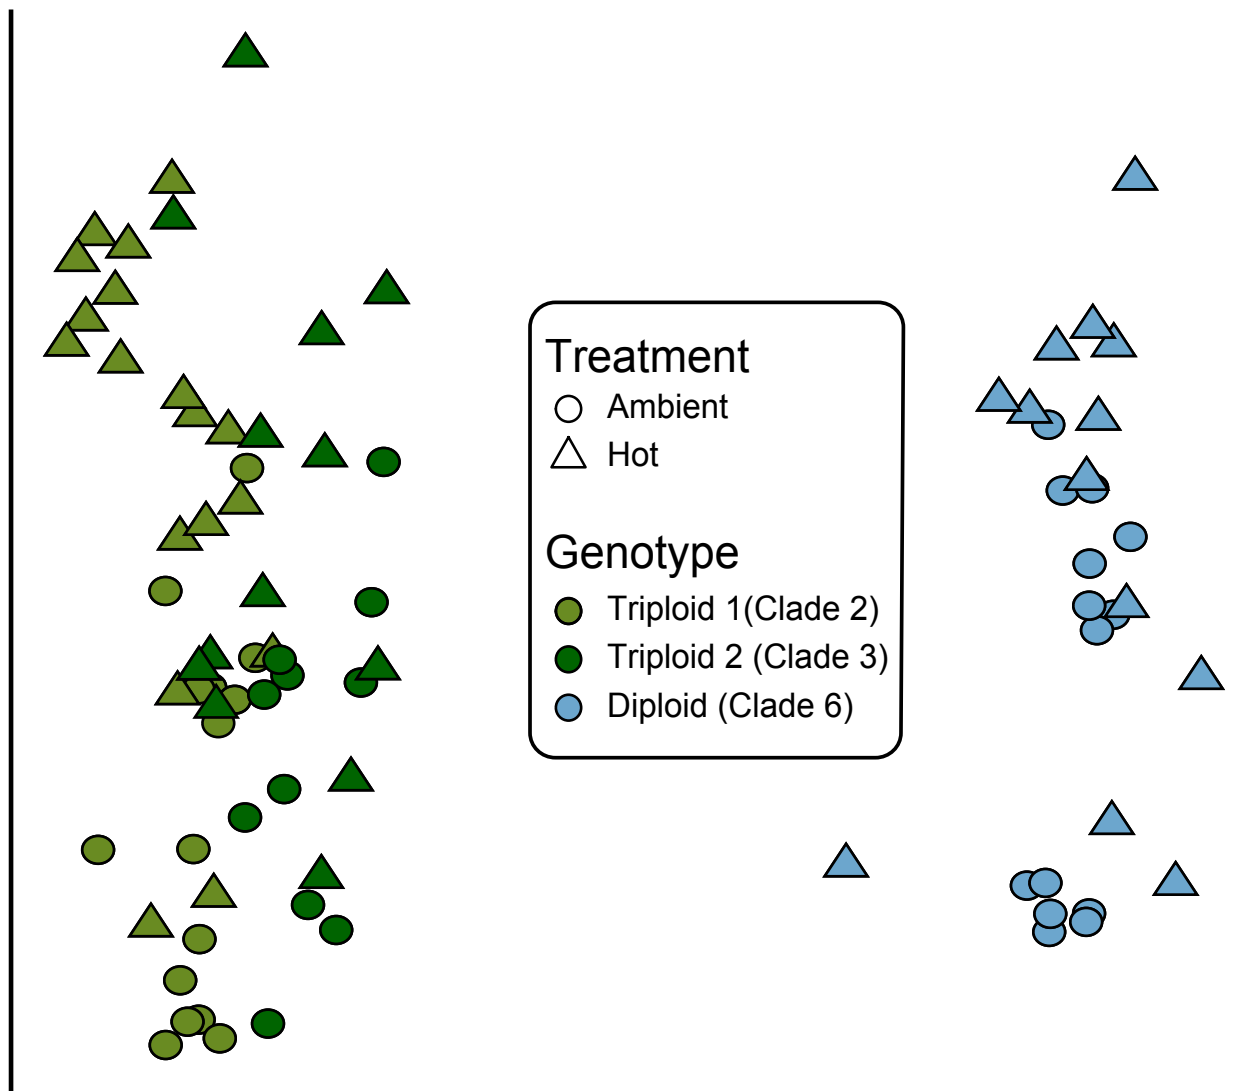 Treatment
Ambient
Hot
Genotype
Triploid 1(Clade 2)
Triploid 2 (Clade 3)
Diploid (Clade 6)